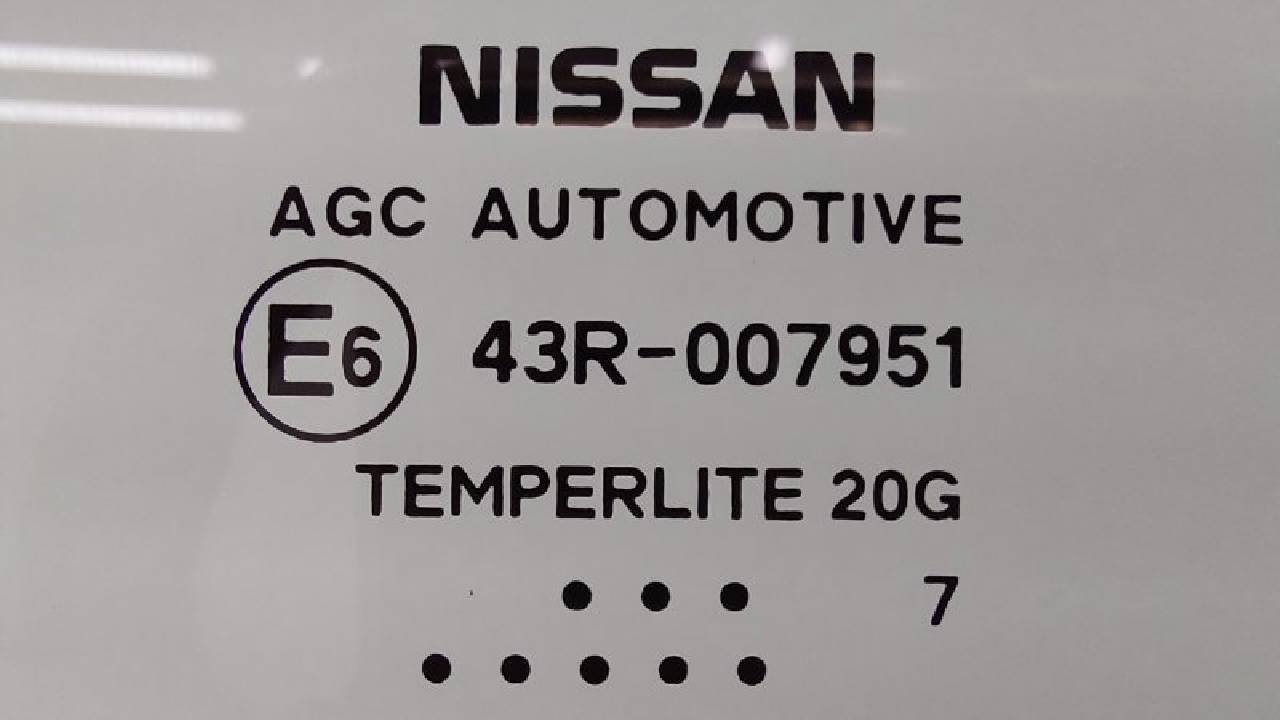 NISSAN
AGC AUTOMOTIVE
E6 43R-007951
TEMPERLITE 20G
• • • 7
• • • • •